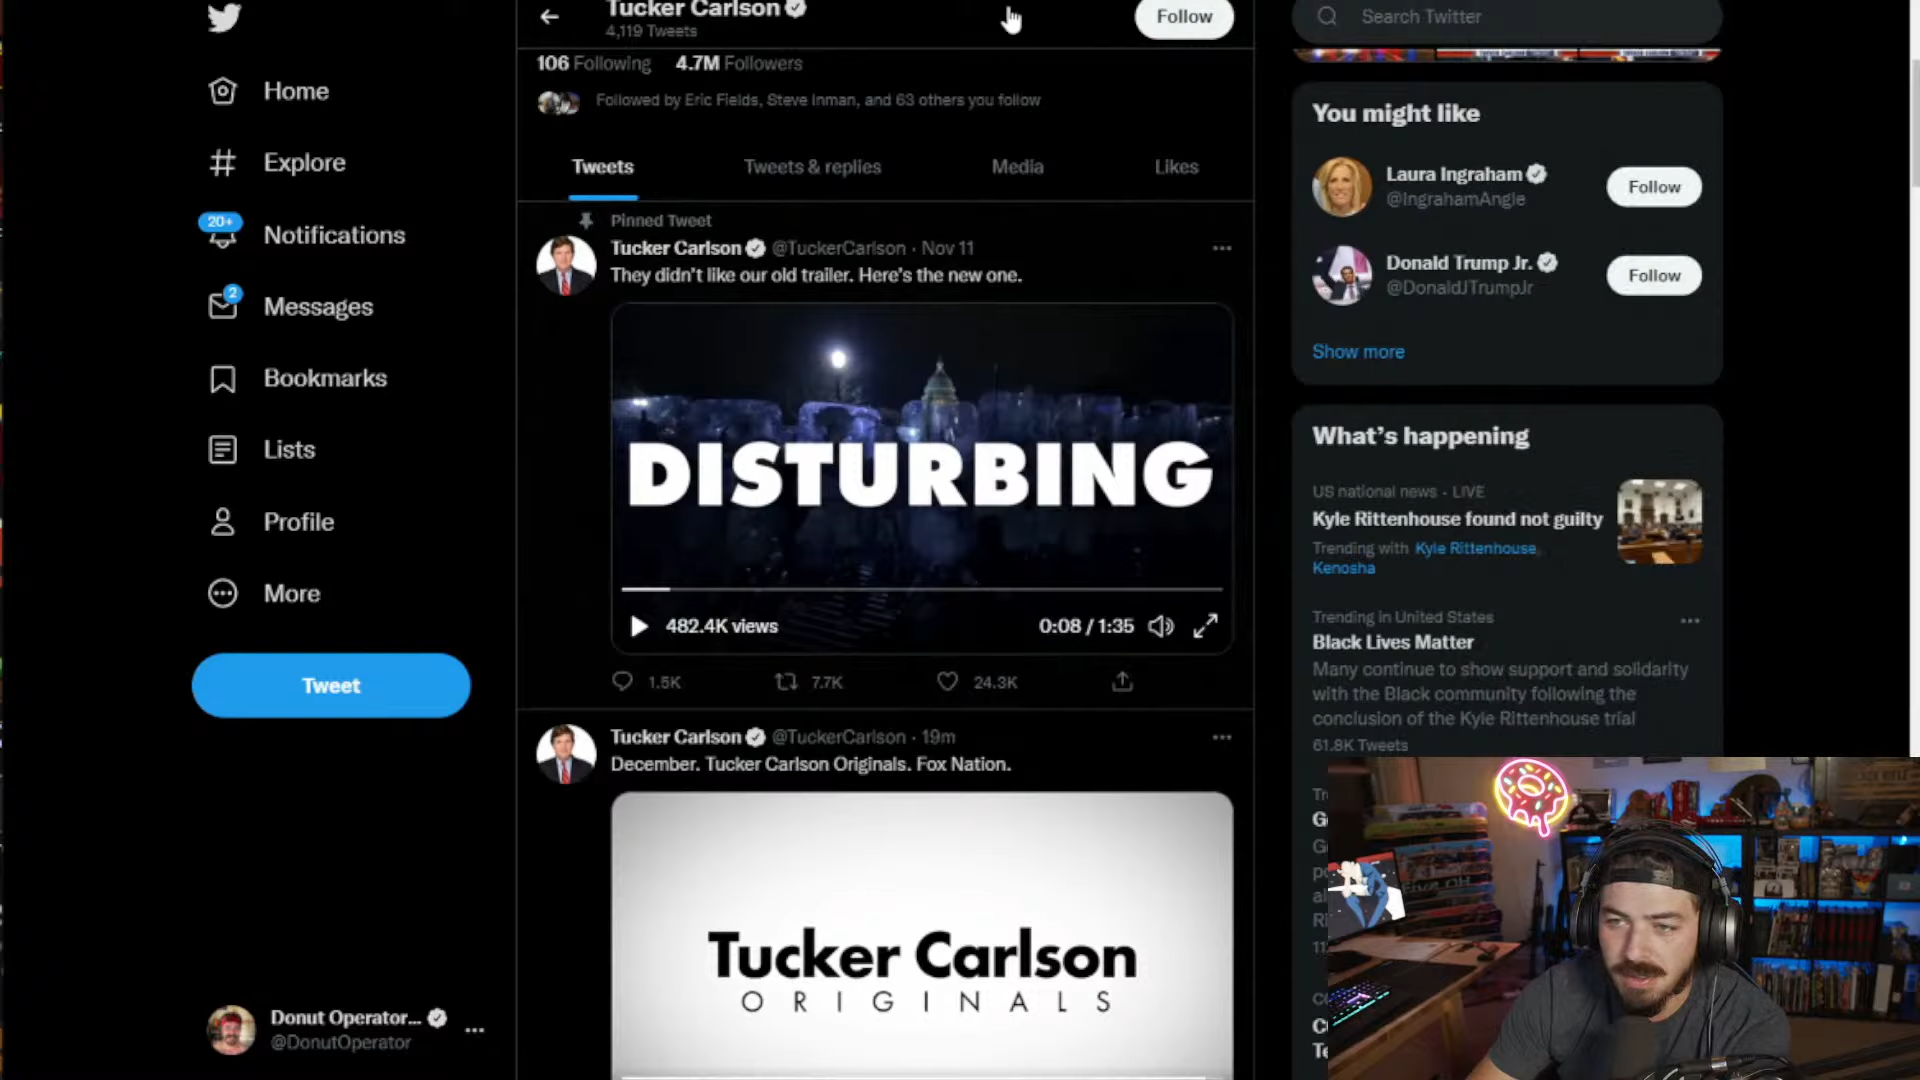 Tucker Carlson
4,119 Tweets
Follow
Search Twitter
Home
Explore
20+
Notifications
2
Messages
Bookmarks
Lists
Profile
More
Tweet
Donut Operator...
@DonutOperator
106 Following 4.7M Followers
Followed by Eric Fields, Steve Inman, and 63 others you follow
Tweets Tweets & replies Media Likes
Pinned Tweet
Tucker Carlson @TuckerCarlson · Nov 11
They didn't like our old trailer. Here's the new one.
DISTURBING
482.4K views 0:08 / 1:35
1.5K 7.7K 24.3K
Tucker Carlson @TuckerCarlson · 19m
December. Tucker Carlson Originals. Fox Nation.
Tucker Carlson
ORIGINALS
You might like
Laura Ingraham
@IngrahamAngle
Follow
Donald Trump Jr.
@DonaldJTrumpJr
Follow
Show more
What's happening
US national news · LIVE
Kyle Rittenhouse found not guilty
Trending with Kyle Rittenhouse,
Kenosha
Trending in United States
Black Lives Matter
Many continue to show support and solidarity
with the Black community following the
conclusion of the Kyle Rittenhouse trial
61.8K Tweets